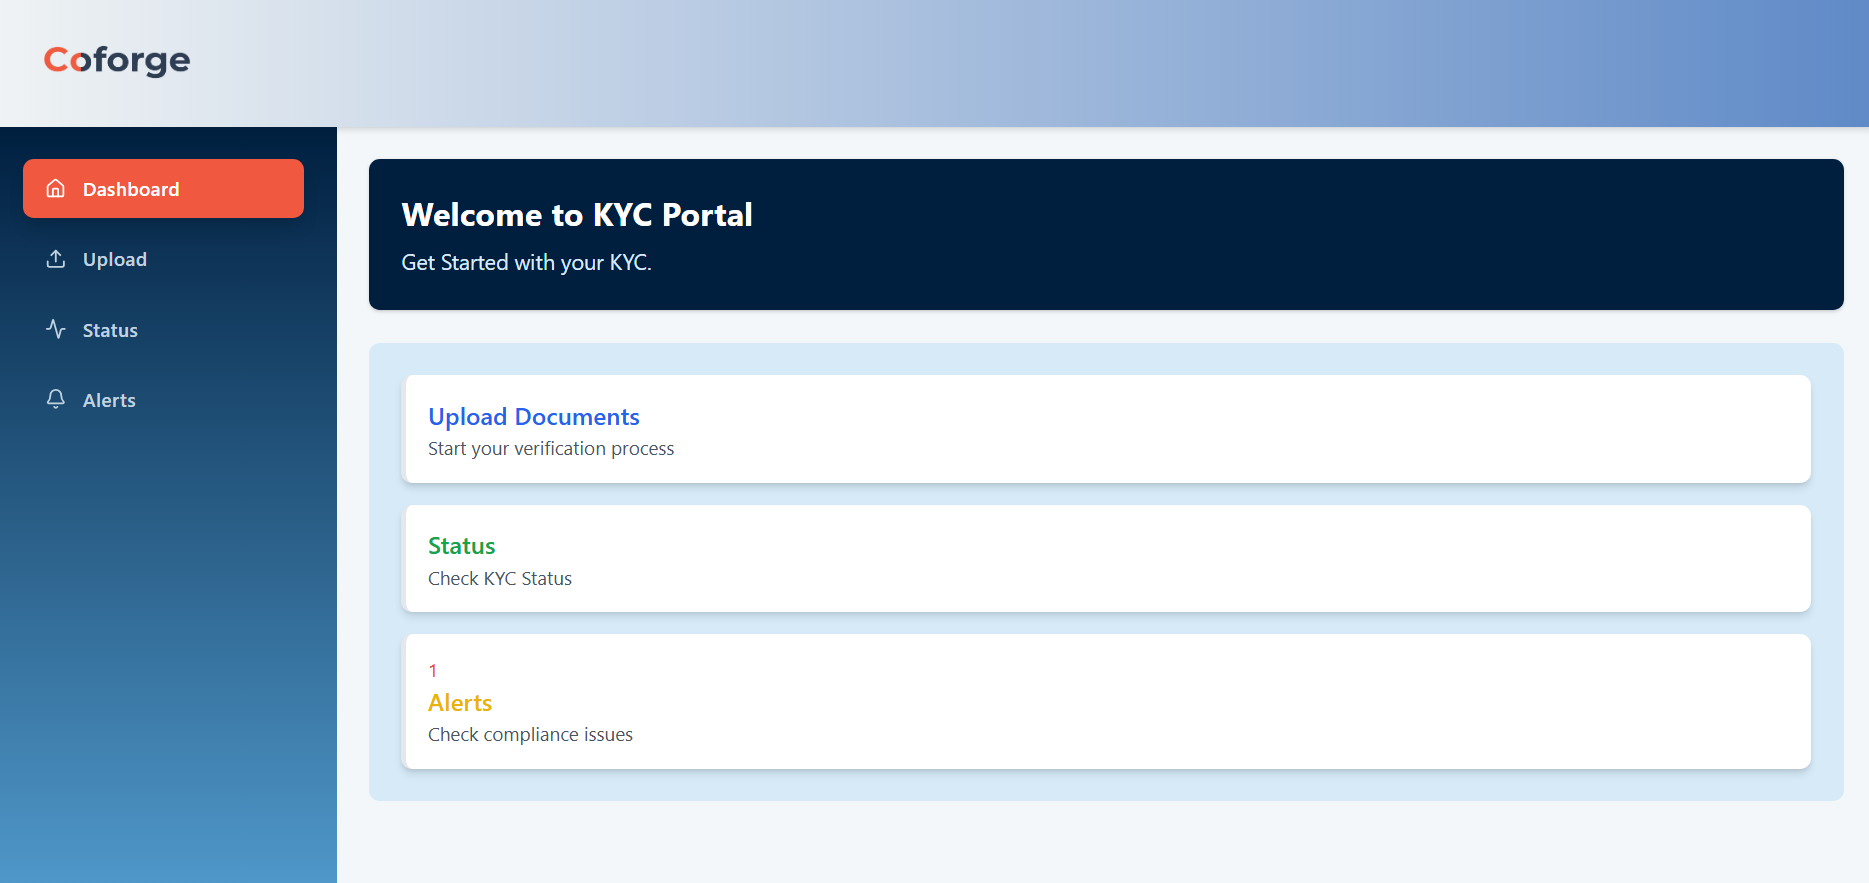 Coforge
Dashboard
Upload
Status
Alerts
Welcome to KYC Portal
Get Started with your KYC.
Upload Documents
Start your verification process
Status
Check KYC Status
1
Alerts
Check compliance issues